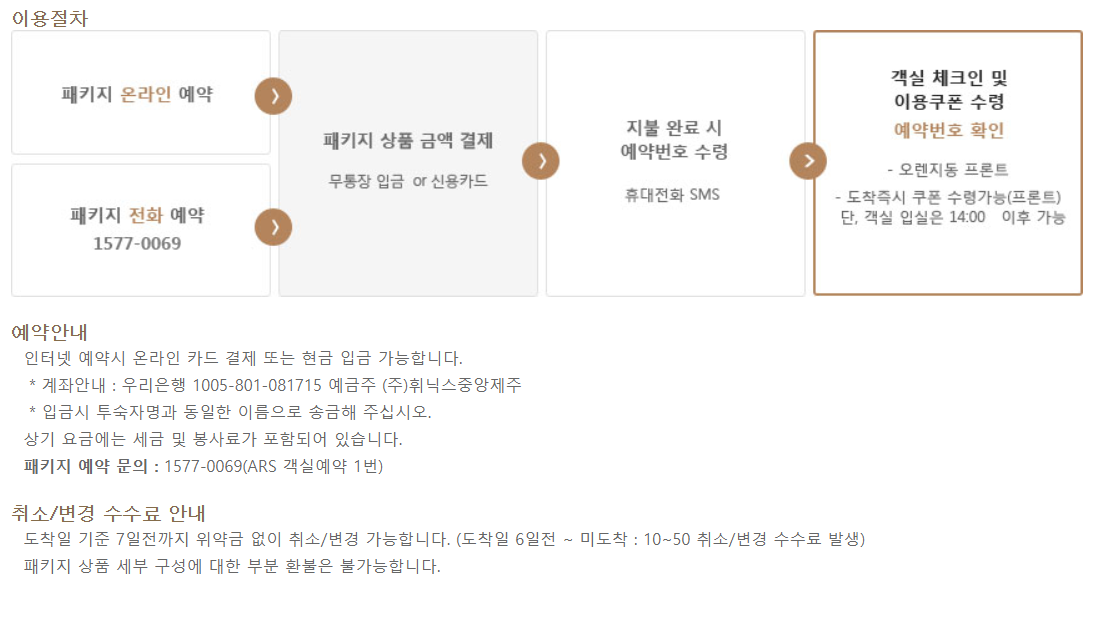 이용절차
패키지 온라인 예약
패키지 전화 예약
1577-0069
패키지 상품 금액 결제
무통장 입금 or 신용카드
지불 완료 시
예약번호 수령
휴대전화 SMS
객실 체크인 및
이용쿠폰 수령
예약번호 확인
- 오렌지동 프론트
- 도착즉시 쿠폰 수령가능(프론트)
단, 객실 입실은 14:00 이후 가능
예약안내
인터넷 예약시 온라인 카드 결제 또는 현금 입금 가능합니다.
* 계좌안내 : 우리은행 1005-801-081715 예금주 (주)휘닉스중앙제주
* 입금시 투숙자명과 동일한 이름으로 송금해 주십시오.
상기 요금에는 세금 및 봉사료가 포함되어 있습니다.
패키지 예약 문의 : 1577-0069(ARS 객실예약 1번)
취소/변경 수수료 안내
도착일 기준 7일전까지 위약금 없이 취소/변경 가능합니다. (도착일 6일전 ~ 미도착 : 10~50 취소/변경 수수료 발생)
패키지 상품 세부 구성에 대한 부분 환불은 불가능합니다.